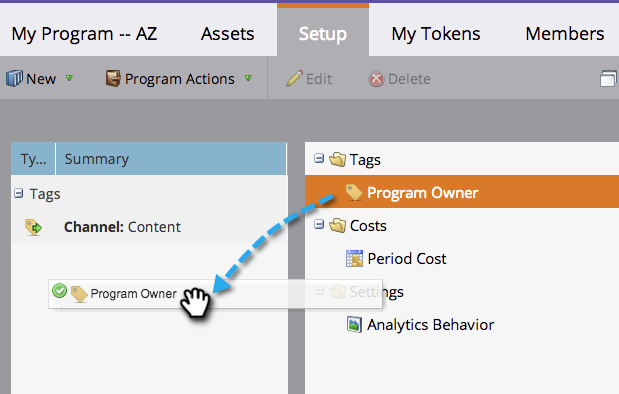 My Program -- AZ Assets Setup My Tokens Members
New Program Actions Edit Delete
Ty... Summary
Tags
Channel: Content
Program Owner
Tags
Program Owner
Costs
Period Cost
Settings
Analytics Behavior